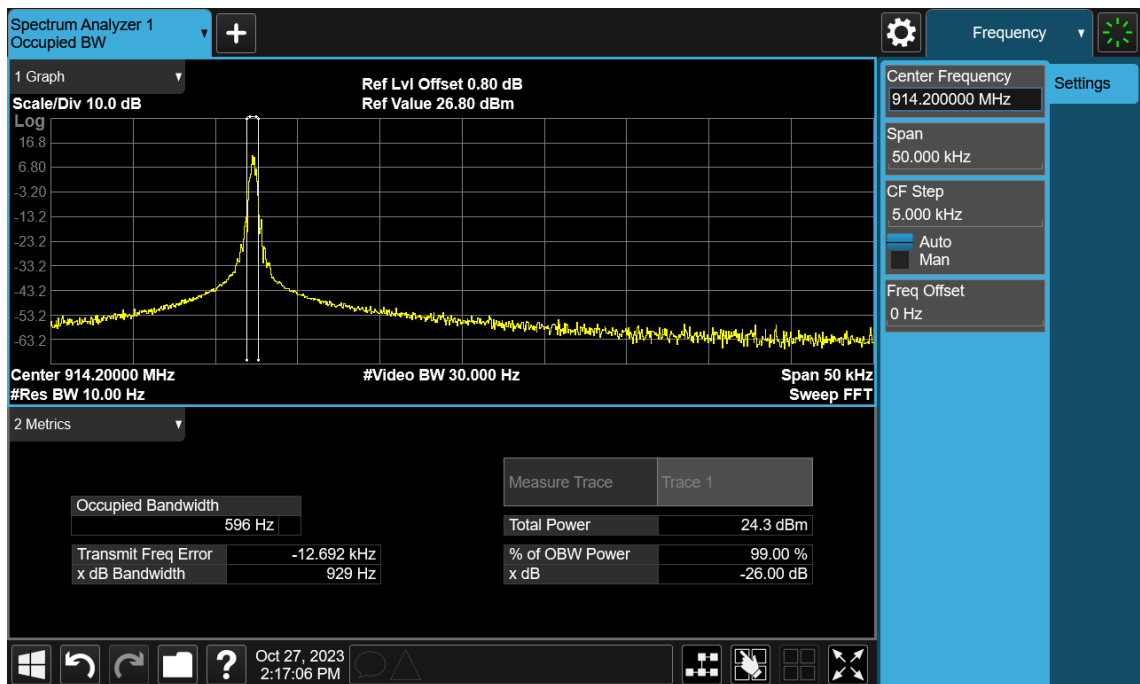 Spectrum Analyzer 1
Occupied BW
Frequency
1 Graph
Ref Lvl Offset 0.80 dB
Scale/Div 10.0 dB
Ref Value 26.80 dBm
Log
16.8
6.80
-3.20
-13.2
-23.2
-33.2
-43.2
-53.2
-63.2
Center 914.20000 MHz
#Video BW 30.000 Hz
Span 50 kHz
#Res BW 10.00 Hz
Sweep FFT
Center Frequency
914.200000 MHz
Settings
Span
50.000 kHz
CF Step
5.000 kHz
Auto
Man
Freq Offset
0 Hz
2 Metrics
Measure Trace Trace 1
Occupied Bandwidth
596 Hz
Total Power 24.3 dBm
Transmit Freq Error -12.692 kHz
% of OBW Power 99.00 %
x dB Bandwidth 929 Hz
x dB -26.00 dB
?
Oct 27, 2023
2:17:06 PM